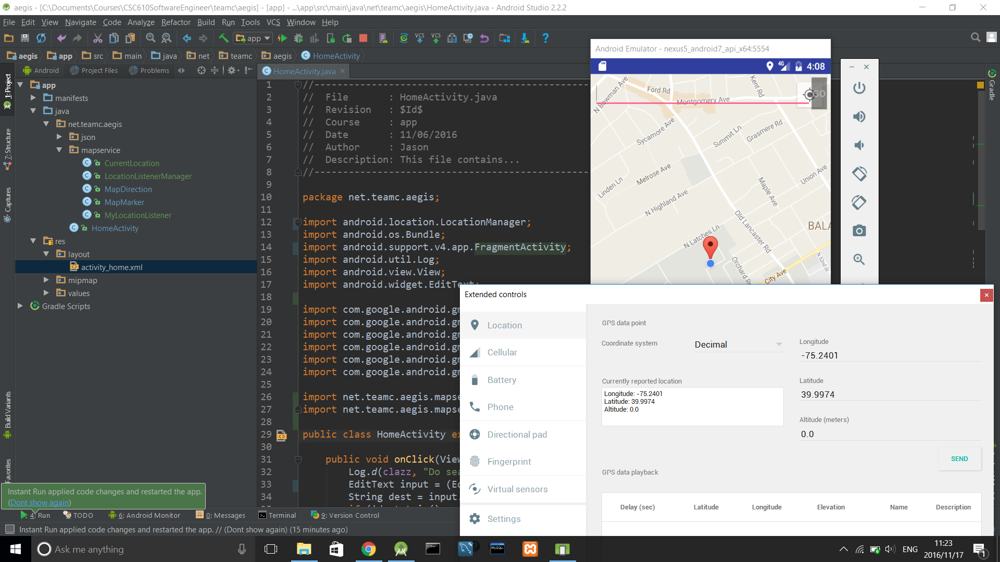 aegis - [C:\Documents\Courses\CSC610SoftwareEngineer\teamc\aegis] - [app] - ...\app\src\main\java\net\teamc\aegis\HomeActivity.java - Android Studio 2.2.2
File Edit View Navigate Code Analyze Refactor Build Run Tools VCS Window Help
app
VCS VCS
aegis app src main java net teamc aegis HomeActivity
Android Project Files Problems
HomeActivity.java
1: Project
7: Structure
Captures
Build Variants
Favorites
app
manifests
java
net.teamc.aegis
json
mapservice
CurrentLocation
LocationListenerManager
MapDirection
MapMarker
MyLocationListener
HomeActivity
res
layout
activity_home.xml
mipmap
values
Gradle Scripts
1 //--------------------------------------------------
2 //  File       : HomeActivity.java
3 //  Revision   : $Id$
4 //  Course     : app
5 //  Date       : 11/06/2016
6 //  Author     : Jason
7 //  Description: This file contains...
8 //--------------------------------------------------
9
10 package net.teamc.aegis;
11
12 import android.location.LocationManager;
13 import android.os.Bundle;
14 import android.support.v4.app.FragmentActivity;
15 import android.util.Log;
16 import android.view.View;
17 import android.widget.EditText;
18
19 import com.google.android.gm
20 import com.google.android.gm
21 import com.google.android.gm
22 import com.google.android.gm
23 import com.google.android.gm
24 import com.google.android.gm
25
26 import net.teamc.aegis.mapse
27 import net.teamc.aegis.mapse
28
29 public class HomeActivity ex
30
31 public void onClick(View
32 Log.d(clazz, "Do sea
33 EditText input = (Ed
34 String dest = input.
Gradle
Android Emulator - nexus5_android7_api_x64:5554
4G 4:08
GO
N Bowman Ave
Ford Rd
Kent Rd
Montgomery Ave
Sycamore Ave
Summit Ln
Grasmere Rd
Melrose Ave
Linden Ln
Union Ave
Maple Ave
N Highland Ave
Old Lancaster Rd
BALA
N Latches Ln
Orchard Rd
City Ave
N 52nd St
Extended controls
Location
Cellular
Battery
Phone
Directional pad
Fingerprint
Virtual sensors
Settings
GPS data point
Coordinate system
Decimal
Longitude
-75.2401
Currently reported location
Longitude: -75.2401
Latitude: 39.9974
Altitude: 0.0
Latitude
39.9974
Altitude (meters)
0.0
SEND
GPS data playback
Delay (sec) Latitude Longitude Elevation Name Description
Instant Run applied code changes and restarted the app.
(Dont show again)
4: Run TODO 6: Android Monitor 0: Messages Terminal 9: Version Control
Instant Run applied code changes and restarted the app. // (Dont show again) (15 minutes ago)
Ask me anything
MySQL
ENG
11:23
2016/11/17
1